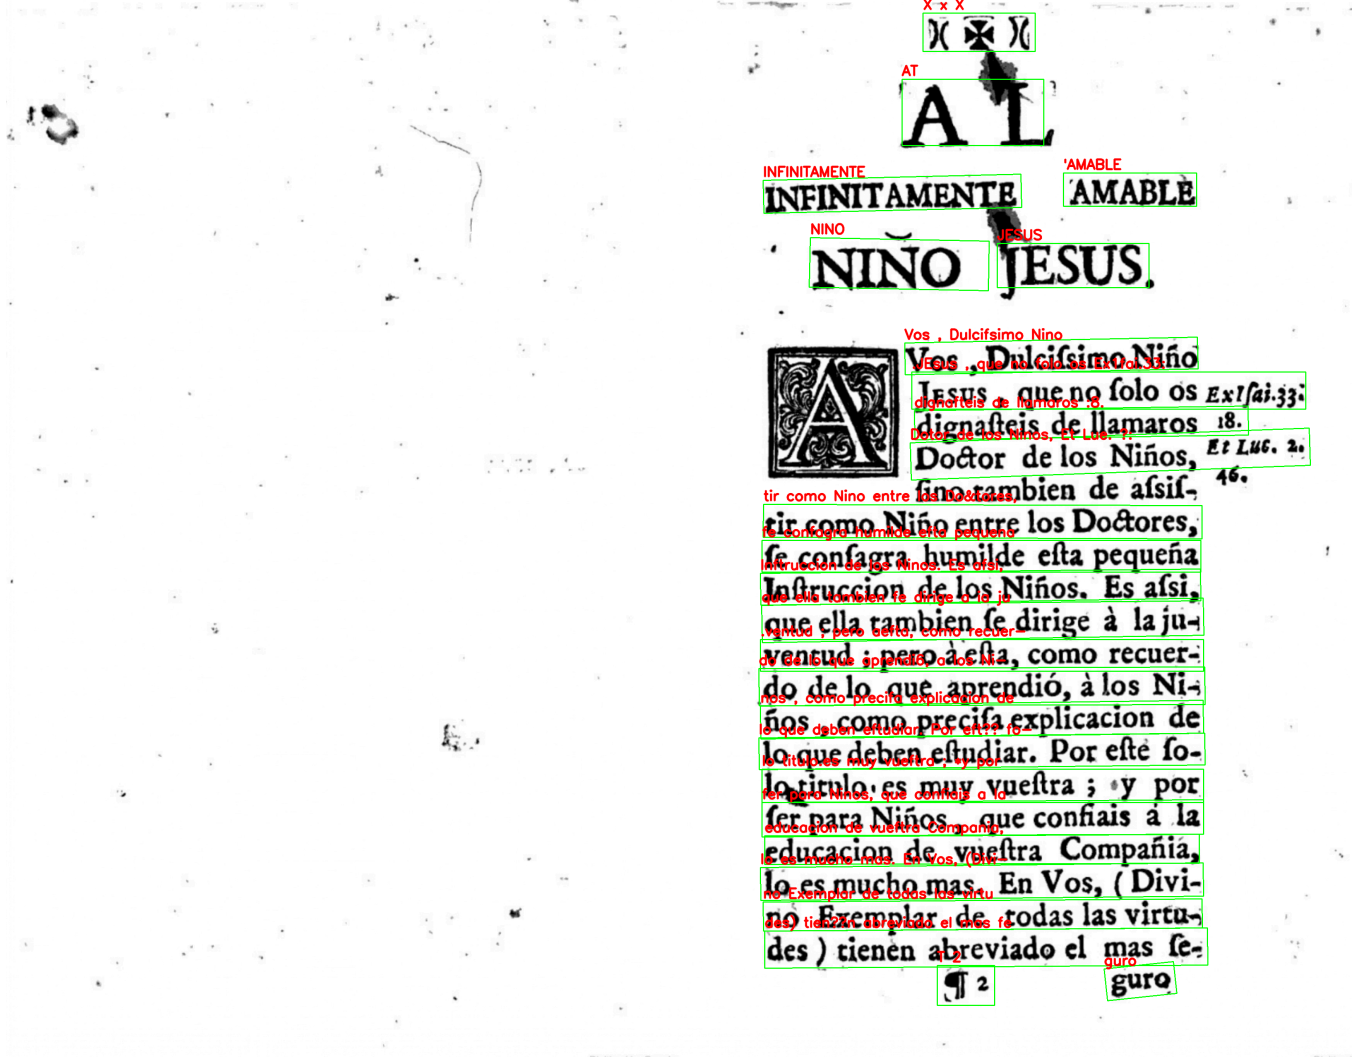 )( ✠ )(
A L
INFINITAMENTE AMABLE
NIÑO JESUS.
A Vos, Dulciſsimo Niño
JESUS, que no ſolo os Ex Iſai. 33.
dignaſteis de llamaros 18.
Doctor de los Niños, Et Luc. 2.
ſino tambien de aſsiſ- 46.
tir como Niño entre los Doctores,
ſe conſagra humilde eſta pequeña
Inſtruccion de los Niños. Es aſsi,
que ella tambien ſe dirige à la ju-
ventud ; pero à eſta, como recuer-
do de lo que aprendió, à los Ni-
ños, como preciſa explicacion de
lo que deben eſtudiar. Por eſte ſo-
lo titulo es muy vueſtra ; y por
ſer para Niños, que confiais á la
educacion de vueſtra Compañia,
lo es mucho mas. En Vos, ( Divi-
no Exemplar de todas las virtu-
des ) tienen abreviado el mas ſe-
¶ 2 guro